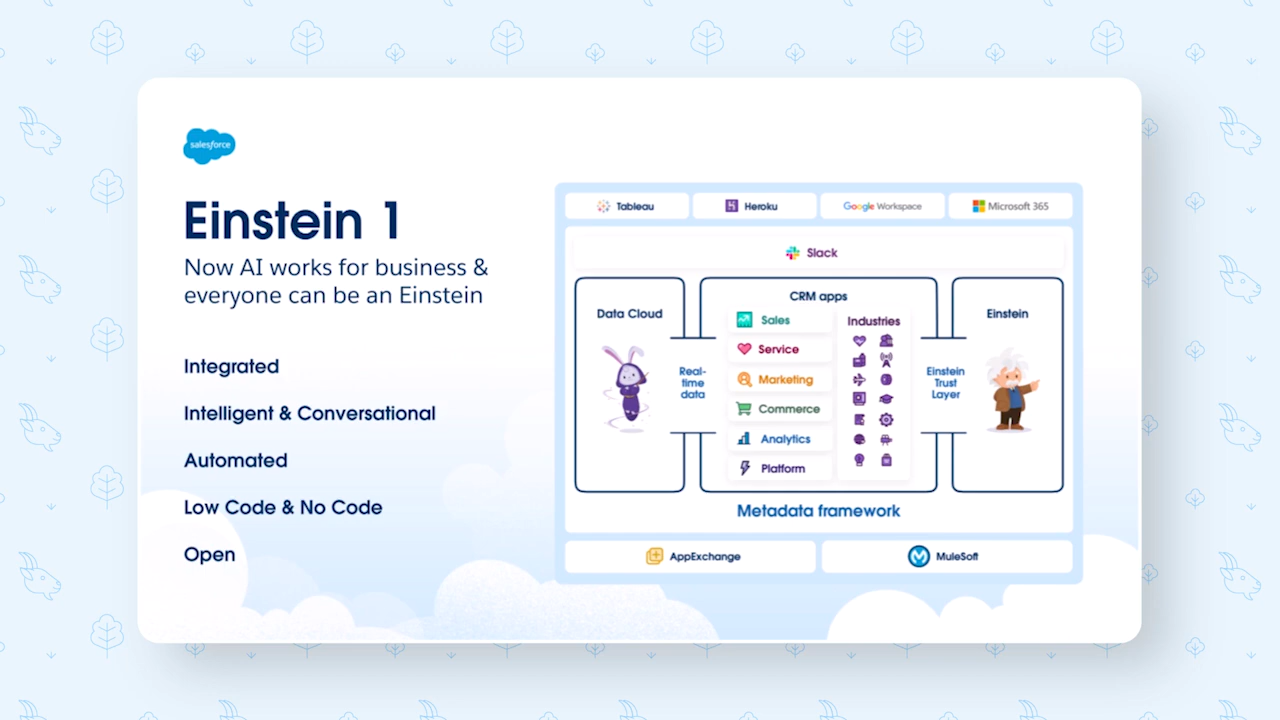 salesforce
Einstein 1
Now AI works for business &
everyone can be an Einstein
Integrated
Intelligent & Conversational
Automated
Low Code & No Code
Open
Tableau
Heroku
Google Workspace
Microsoft 365
Slack
Data Cloud
Real-
time
data
CRM apps
Sales
Service
Marketing
Commerce
Analytics
Platform
Industries
Einstein
Trust
Layer
Einstein
Metadata framework
AppExchange
MuleSoft